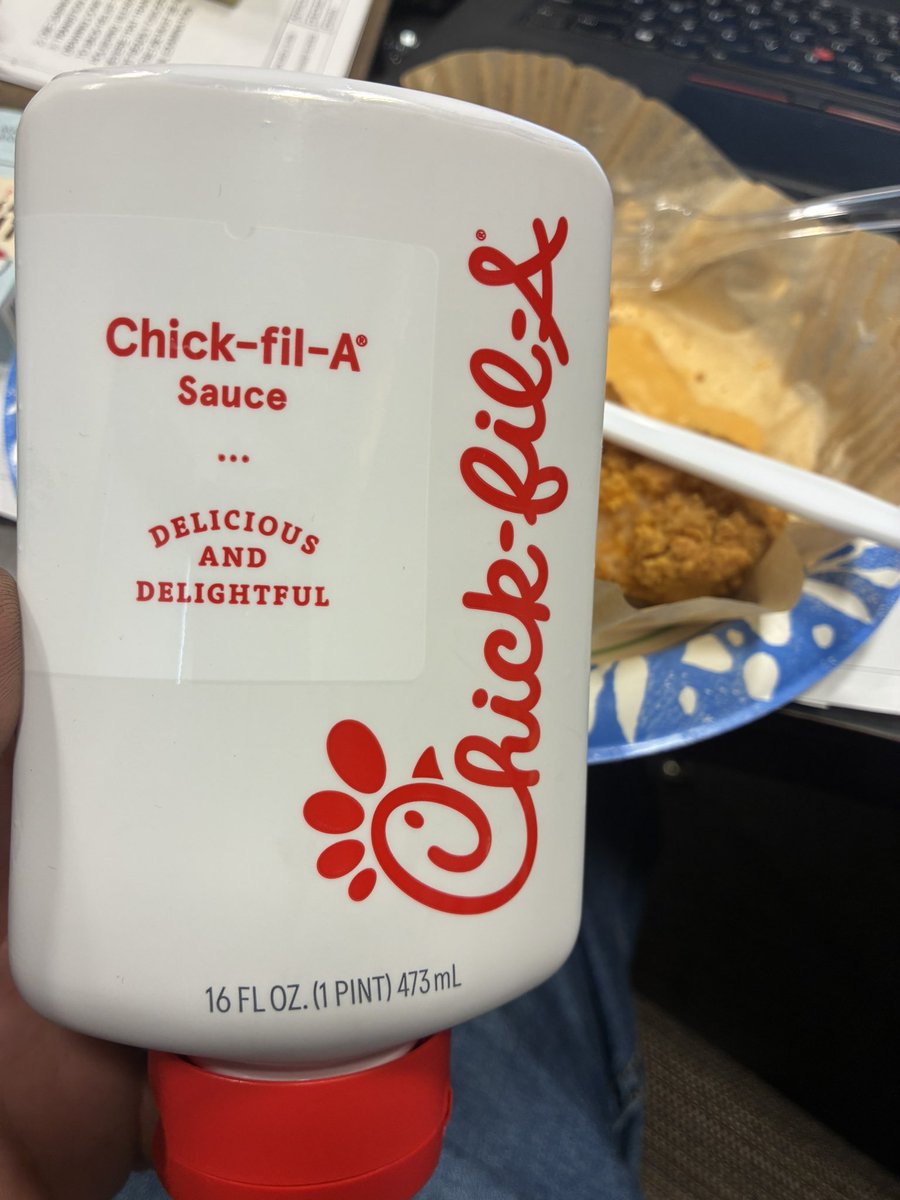 Chick-fil-A®
Sauce
...
DELICIOUS
AND
DELIGHTFUL
Chick-fil-A®
16 FL OZ. (1 PINT) 473 mL